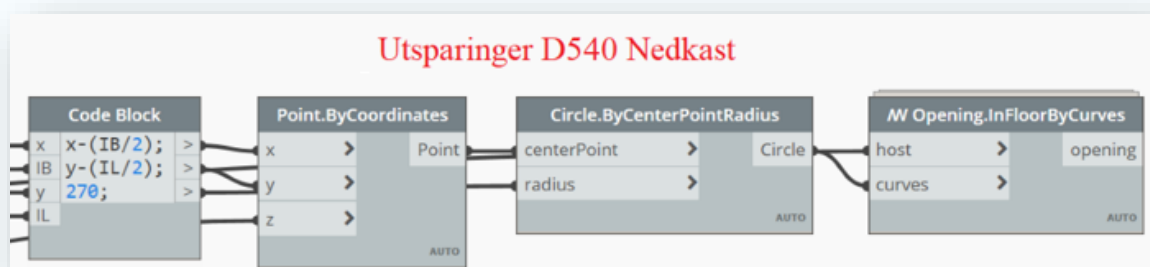 Utsparinger D540 Nedkast
Code Block
x x-(IB/2); >
IB y-(IL/2); >
y 270; >
IL
Point.ByCoordinates
x > Point
y >
z >
AUTO
Circle.ByCenterPointRadius
centerPoint > Circle
radius >
AUTO
Opening.InFloorByCurves
host > opening
curves >
AUTO